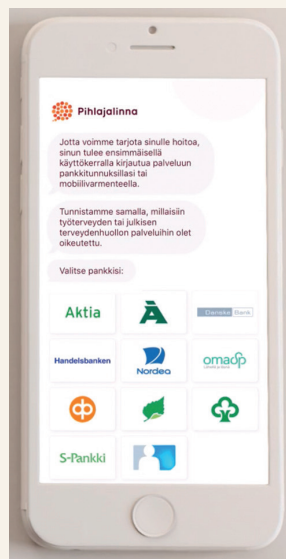 Pihlajalinna
Jotta voimme tarjota sinulle hoitoa,
sinun tulee ensimmäisellä
käyttökerralla kirjautua palveluun
pankkitunnuksillasi tai
mobiilivarmenteella.
Tunnistamme samalla, millaisiin
työterveyden tai julkisen
terveydenhuollon palveluihin olet
oikeutettu.
Valitse pankkisi:
Aktia
Danske Bank
Handelsbanken
Nordea
omasp
S-Pankki